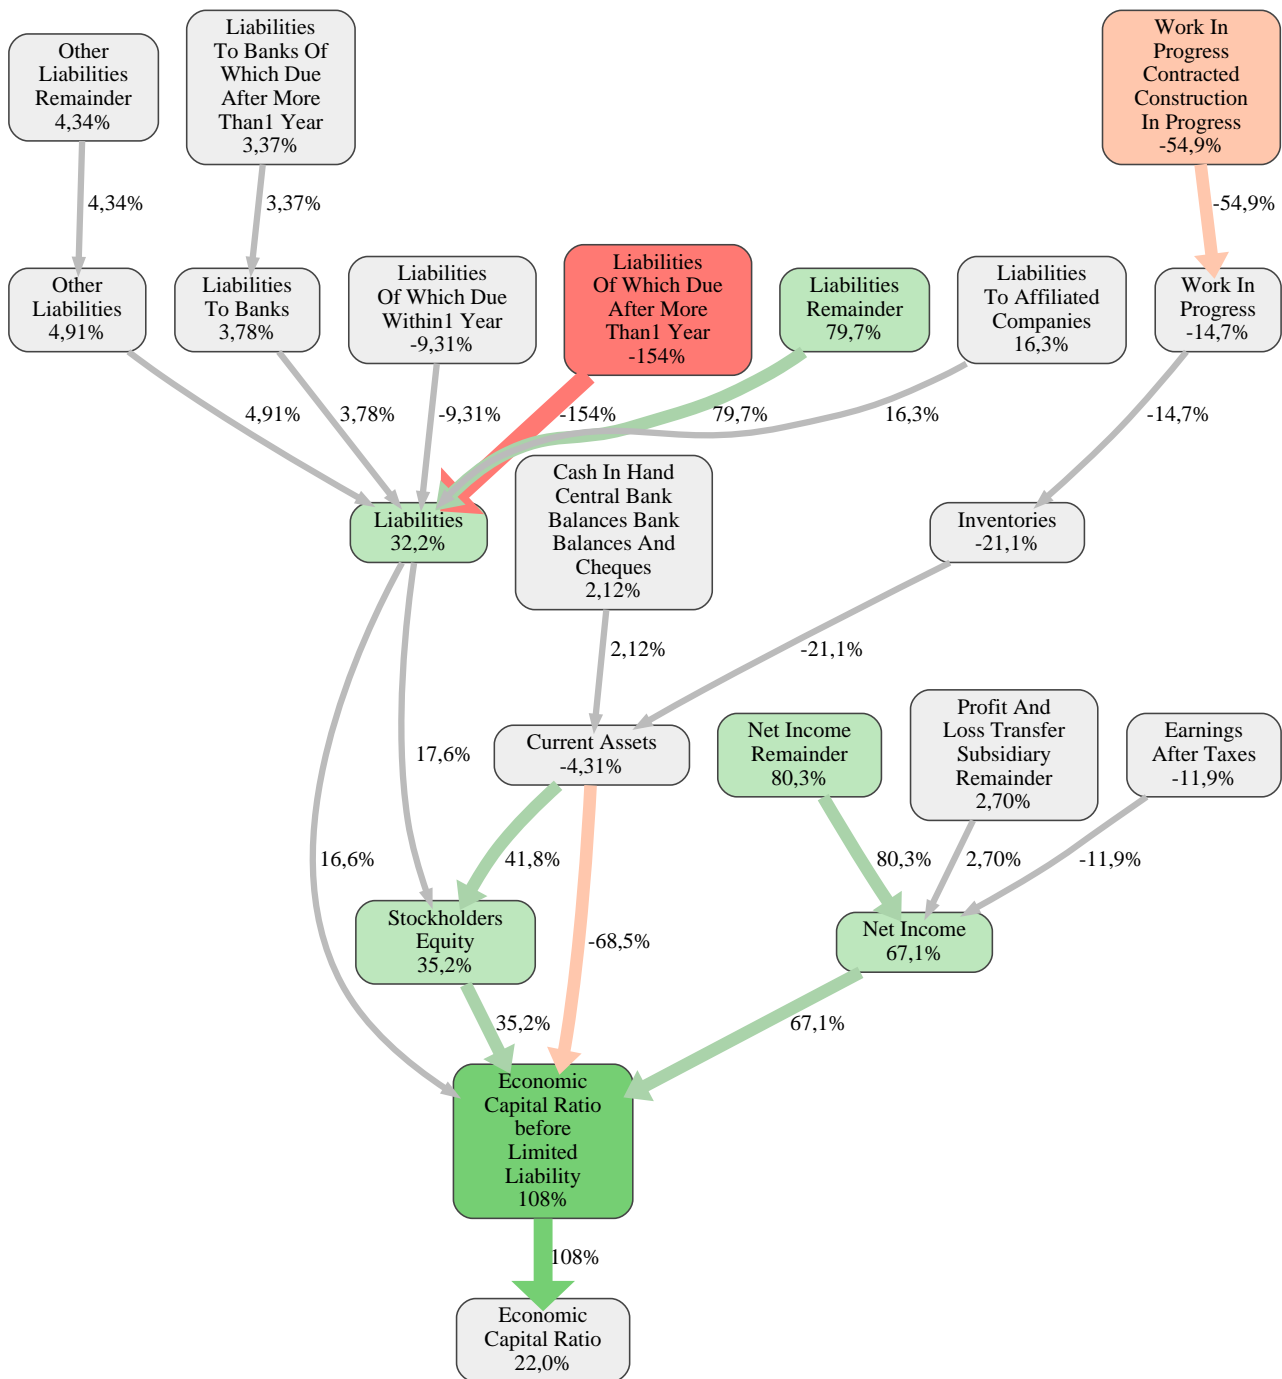 Other
Liabilities
Remainder
4,34%
Liabilities
To Banks Of
Which Due
After More
Than1 Year
3,37%
Work In
Progress
Contracted
Construction
In Progress
-54,9%
4,34%
3,37%
-54,9%
Other
Liabilities
4,91%
Liabilities
To Banks
3,78%
Liabilities
Of Which Due
Within1 Year
-9,31%
Liabilities
Of Which Due
After More
Than1 Year
-154%
Liabilities
Remainder
79,7%
Liabilities
To Affiliated
Companies
16,3%
Work In
Progress
-14,7%
4,91%
3,78%
-9,31%
-154%
79,7%
16,3%
-14,7%
Liabilities
32,2%
Cash In Hand
Central Bank
Balances Bank
Balances And
Cheques
2,12%
Inventories
-21,1%
2,12%
-21,1%
Current Assets
-4,31%
Net Income
Remainder
80,3%
Profit And
Loss Transfer
Subsidiary
Remainder
2,70%
Earnings
After Taxes
-11,9%
17,6%
16,6%
41,8%
-68,5%
80,3%
2,70%
-11,9%
Stockholders
Equity
35,2%
Net Income
67,1%
35,2%
67,1%
Economic
Capital Ratio
before
Limited
Liability
108%
108%
Economic
Capital Ratio
22,0%